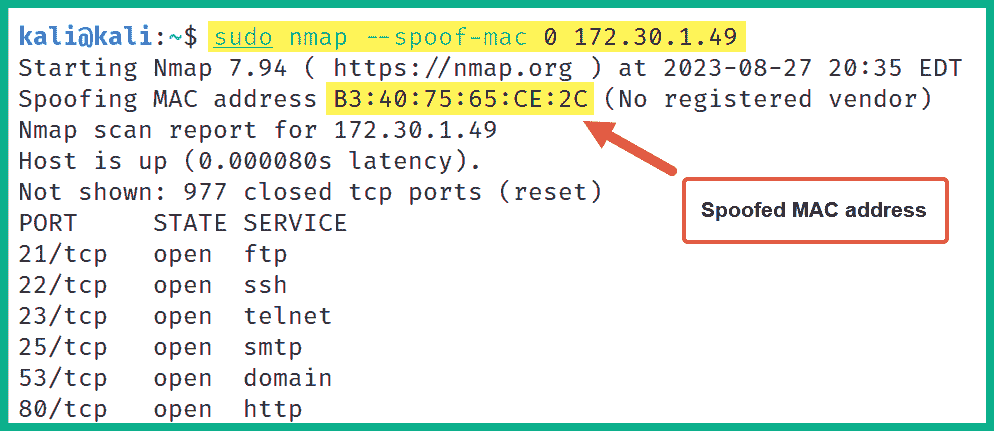 kali@kali:~$ sudo nmap --spoof-mac 0 172.30.1.49
Starting Nmap 7.94 ( https://nmap.org ) at 2023-08-27 20:35 EDT
Spoofing MAC address B3:40:75:65:CE:2C (No registered vendor)
Nmap scan report for 172.30.1.49
Host is up (0.000080s latency).
Not shown: 977 closed tcp ports (reset)
PORT STATE SERVICE
21/tcp open ftp
22/tcp open ssh
23/tcp open telnet
25/tcp open smtp
53/tcp open domain
80/tcp open http
Spoofed MAC address